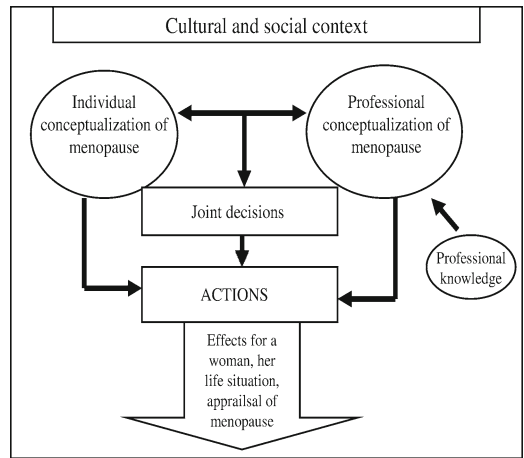 Cultural and social context
Individual
conceptualization of
menopause
Professional
conceptualization of
menopause
Joint decisions
Professional
knowledge
ACTIONS
Effects for a
woman, her
life situation,
apprailsal of
menopause